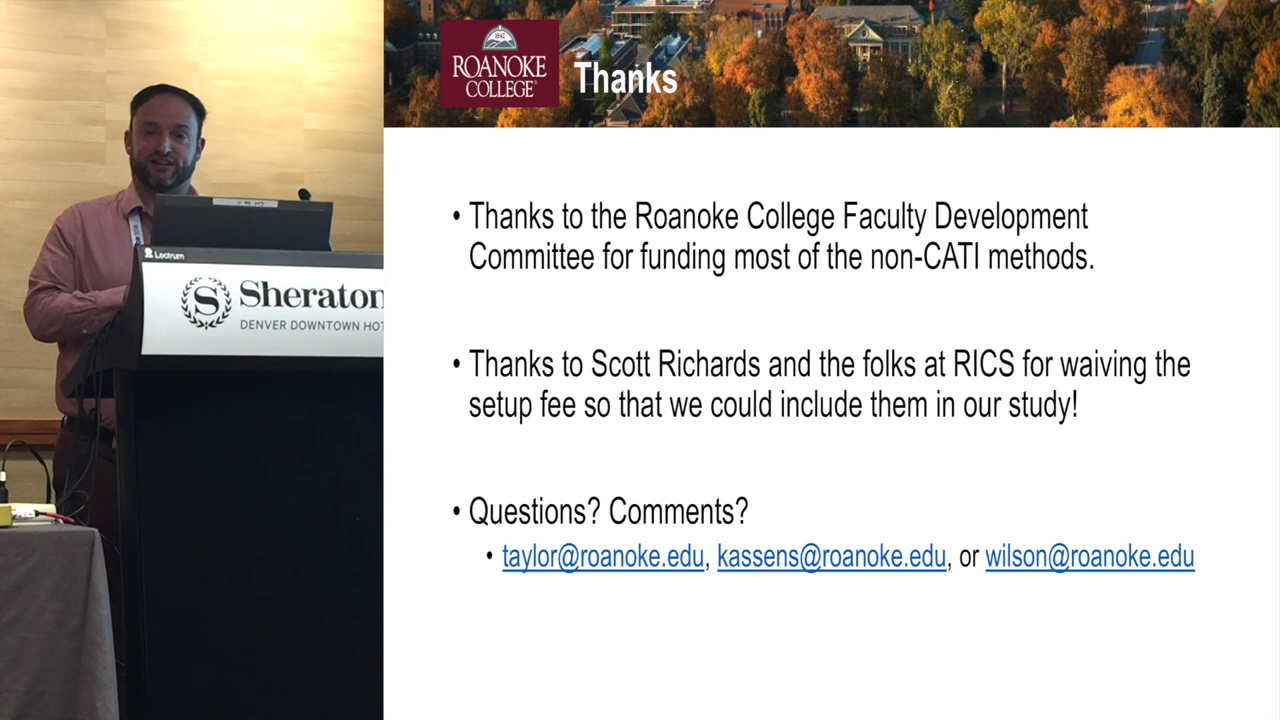 1842
ROANOKE
COLLEGE®
Thanks
Lectrum
S
Sheraton
DENVER DOWNTOWN HOT
• Thanks to the Roanoke College Faculty Development
Committee for funding most of the non-CATI methods.
• Thanks to Scott Richards and the folks at RICS for waiving the
setup fee so that we could include them in our study!
• Questions? Comments?
• taylor@roanoke.edu, kassens@roanoke.edu, or wilson@roanoke.edu